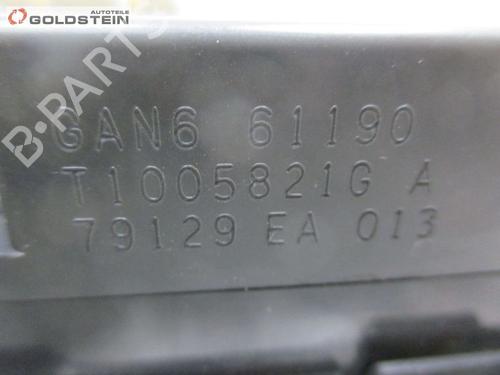 AUTOTEILE
GOLDSTEIN
B-PARTS
GAN6 61190
T1005821G A
79129 EA 013